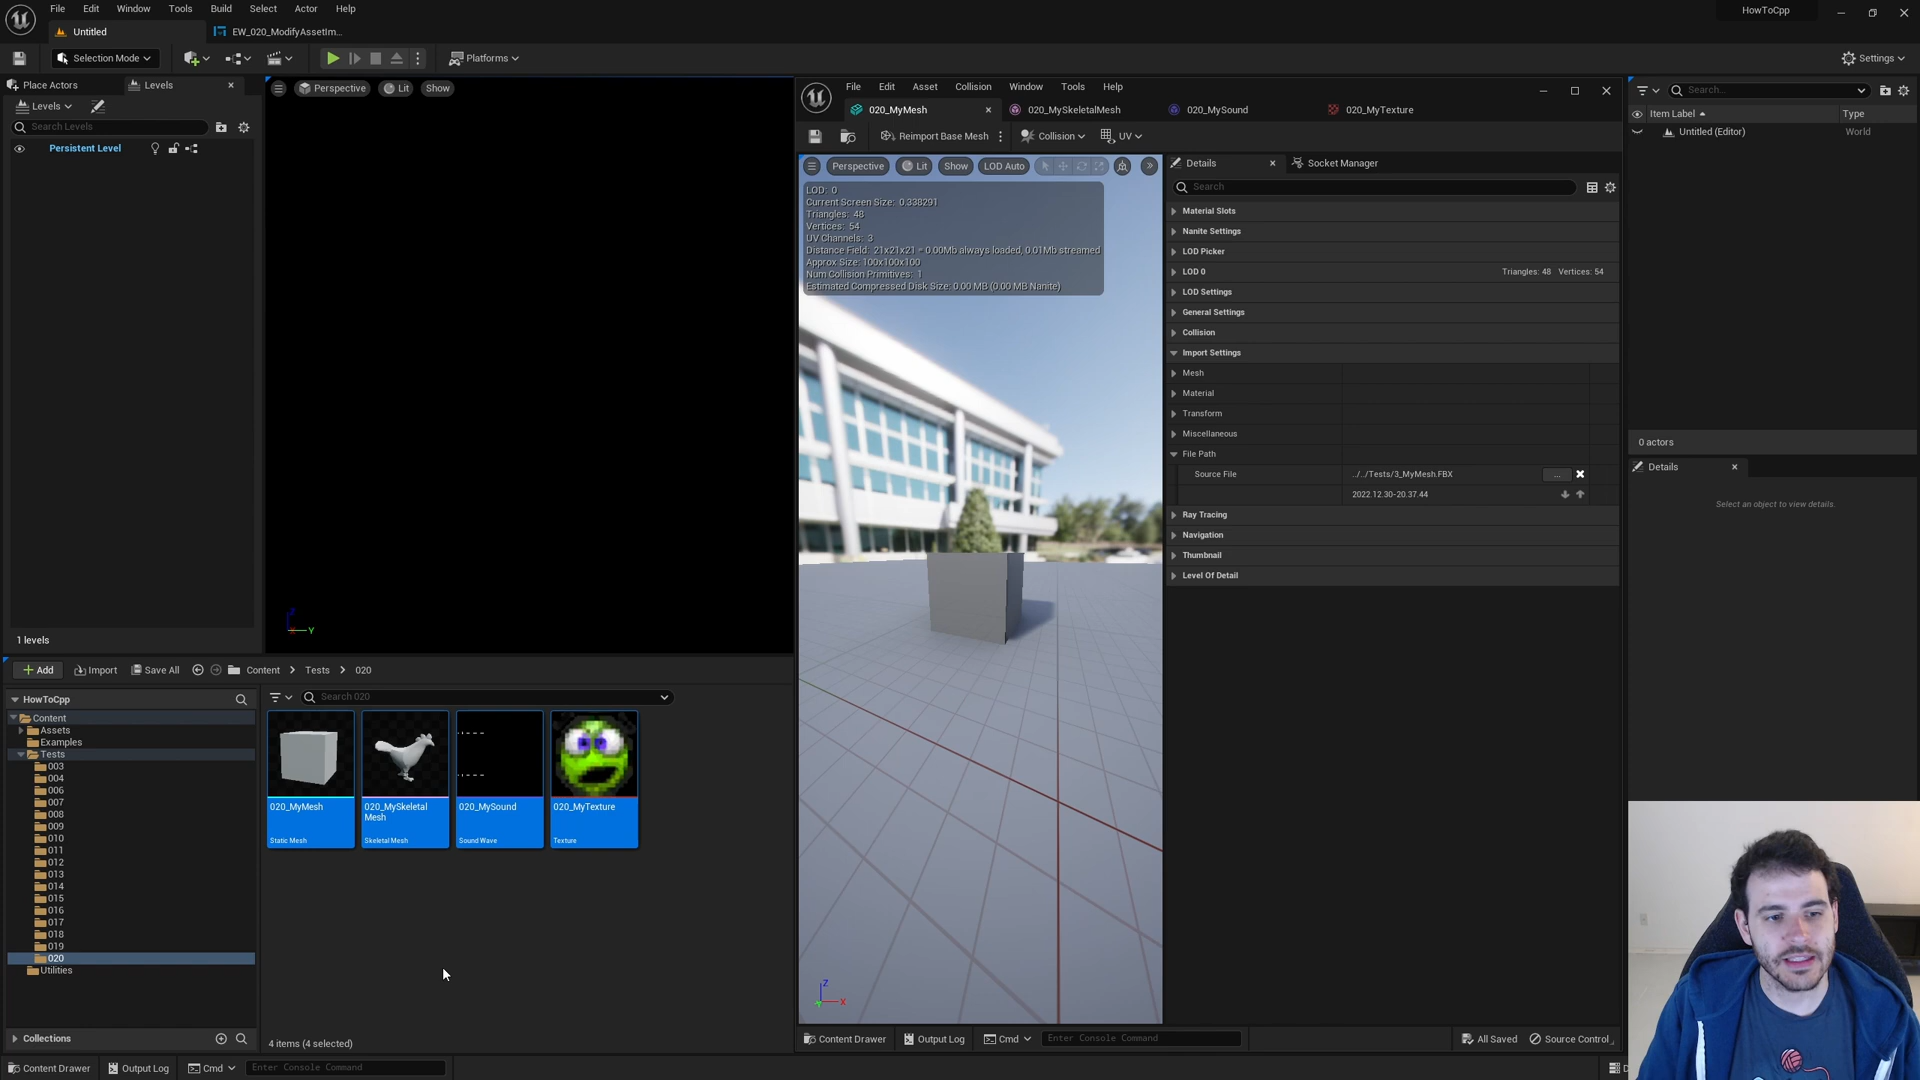 File Edit Window Tools Build Select Actor Help
HowToCpp
Untitled
EW_020_ModifyAssetIm...
Selection Mode
Platforms
Settings
Place Actors
Levels
Levels
Search Levels
Persistent Level
1 levels
Perspective
Lit
Show
Y
File Edit Asset Collision Window Tools Help
020_MyMesh
020_MySkeletalMesh
020_MySound
020_MyTexture
Reimport Base Mesh
Collision
UV
Perspective
Lit
Show
LOD Auto
LOD: 0
Current Screen Size: 0.338291
Triangles: 48
Vertices: 54
UV Channels: 3
Distance Field: 21x21x21 = 0.00Mb always loaded, 0.01Mb streamed
Approx Size: 100x100x100
Num Collision Primitives: 1
Estimated Compressed Disk Size: 0.00 MB (0.00 MB Nanite)
Z
X
Details
Socket Manager
Search
Material Slots
Nanite Settings
LOD Picker
LOD 0
Triangles: 48 Vertices: 54
LOD Settings
General Settings
Collision
Import Settings
Mesh
Material
Transform
Miscellaneous
File Path
Source File
../../Tests/3_MyMesh.FBX
...
2022.12.30-20.37.44
Ray Tracing
Navigation
Thumbnail
Level Of Detail
Content Drawer
Output Log
Cmd
Enter Console Command
All Saved
Source Control
Search...
Item Label
Type
Untitled (Editor)
World
0 actors
Details
Select an object to view details.
Add
Import
Save All
Content
Tests
020
HowToCpp
Search 020
Content
Assets
Examples
Tests
003
004
006
007
008
009
010
011
012
013
014
015
016
017
018
019
020
Utilities
Collections
020_MyMesh
Static Mesh
020_MySkeletal
Mesh
Skeletal Mesh
020_MySound
Sound Wave
020_MyTexture
Texture
4 items (4 selected)
Content Drawer
Output Log
Cmd
Enter Console Command